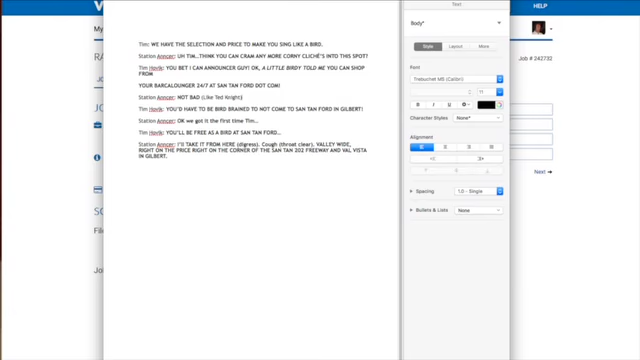 V
HELP
My
Job # 242732
JO
JO
SC
Filе
Job
Next
Tim: WE HAVE THE SELECTION AND PRICE TO MAKE YOU SING LIKE A BIRD.
Station Anncer: UH TIM...THINK YOU CAN CRAM ANY MORE CORNY CLICHÉ'S INTO THIS SPOT?
Tim Hovik: YOU BET I CAN ANNOUNCER GUY! OK, A LITTLE BIRDY TOLD ME YOU CAN SHOP
FROM
YOUR BARCALOUNGER 24/7 AT SAN TAN FORD DOT COM!
Station Anncer: NOT BAD (Like Ted Knight)
Tim Hovik: YOU'D HAVE TO BE BIRD BRAINED TO NOT COME TO SAN TAN FORD IN GILBERT!
Station Anncer: OK we got it the first time Tim...
Tim Hovik: YOU'LL BE FREE AS A BIRD AT SAN TAN FORD...
Station Anncer: I'll TAKE IT FROM HERE (digress). Cough (throat clear). VALLEY WIDE,
RIGHT ON THE PRICE RIGHT ON THE CORNER OF THE SAN TAN 202 FREEWAY AND VAL VISTA
IN GILBERT.
Text
Body*
Style Layout More
Font
Trebuchet MS (Calibri)
11
B I U
Character Styles None*
Alignment
Spacing 1.0 - Single
Bullets & Lists None